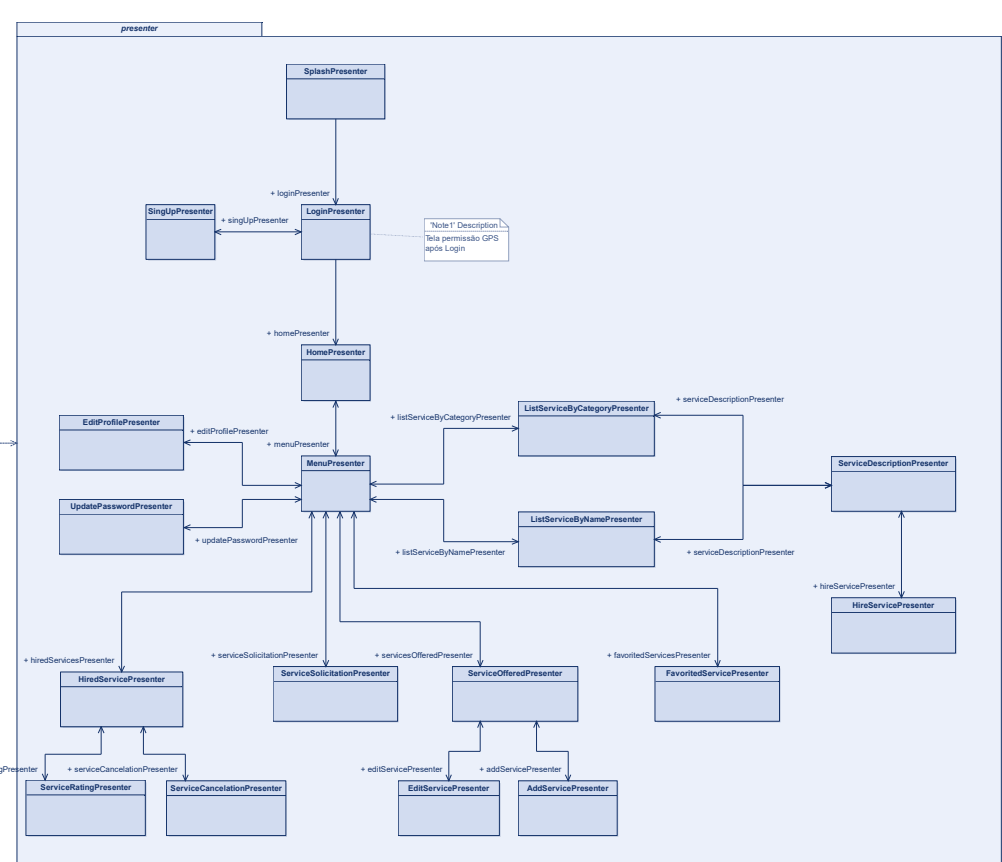 presenter
SplashPresenter
+ loginPresenter
SingUpPresenter
+ singUpPresenter
LoginPresenter
'Note1' Description
Tela permissão GPS
após Login
+ homePresenter
HomePresenter
+ listServiceByCategoryPresenter
ListServiceByCategoryPresenter
+ serviceDescriptionPresenter
EditProfilePresenter
+ editProfilePresenter
+ menuPresenter
MenuPresenter
ServiceDescriptionPresenter
UpdatePasswordPresenter
+ updatePasswordPresenter
ListServiceByNamePresenter
+ listServiceByNamePresenter
+ serviceDescriptionPresenter
+ hireServicePresenter
HireServicePresenter
+ hiredServicesPresenter
+ serviceSolicitationPresenter
+ servicesOfferedPresenter
+ favoritedServicesPresenter
HiredServicePresenter
ServiceSolicitationPresenter
ServiceOfferedPresenter
FavoritedServicePresenter
gPresenter
+ serviceCancelationPresenter
+ editServicePresenter
+ addServicePresenter
ServiceRatingPresenter
ServiceCancelationPresenter
EditServicePresenter
AddServicePresenter